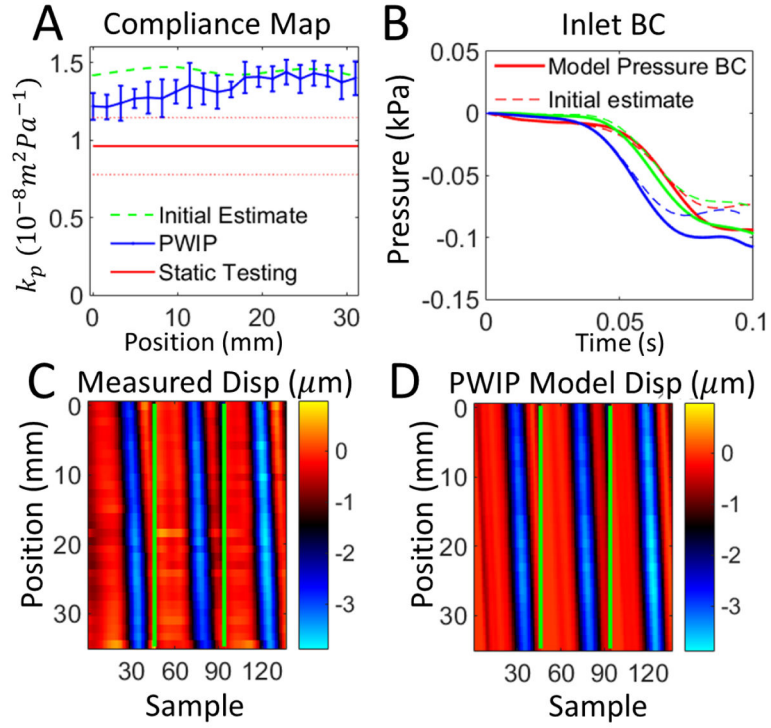 A Compliance Map
k_p (10^{-8}m^2Pa^{-1})
1.5
1
0.5
1
Initial Estimate
PWIP
Static Testing
0 10 20 30
Position (mm)
B Inlet BC
Pressure (kPa)
0.05
0
-0.05
-0.1
-0.15
Model Pressure BC
Initial estimate
0 0.05 0.1
Time (s)
C Measured Disp (μm)
Position (mm)
0
10
20
30
30 60 90 120
Sample
0
-1
-2
-3
D PWIP Model Disp (μm)
Position (mm)
0
10
20
30
30 60 90 120
Sample
0
-1
-2
-3